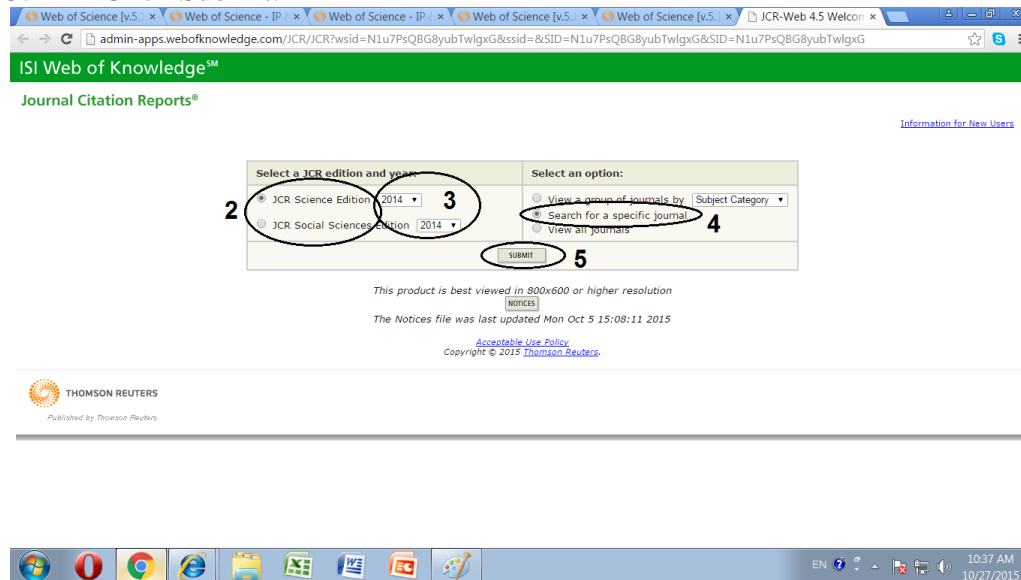 Web of Science [v.5.
Web of Science - IP
Web of Science - IP
Web of Science [v.5.
Web of Science [v.5.
JCR-Web 4.5 Welcon
admin-apps.webofknowledge.com/JCR/JCR?wsid=N1u7PsQBG8yubTwlgxG&ssid=&SID=N1u7PsQBG8yubTwlgxG&SID=N1u7PsQBG8yubTwlgxG
ISI Web of Knowledge℠
Journal Citation Reports®
Information for New Users
Select a JCR edition and year:
Select an option:
2
JCR Science Edition 2014
3
JCR Social Sciences Edition 2014
View a group of journals by Subject Category
Search for a specific journal
4
View all journals
SUBMIT
5
This product is best viewed in 800x600 or higher resolution
NOTICES
The Notices file was last updated Mon Oct 5 15:08:11 2015
Acceptable Use Policy
Copyright © 2015 Thomson Reuters.
THOMSON REUTERS
Published by Thomson Reuters
EN
10:37 AM
10/27/2015